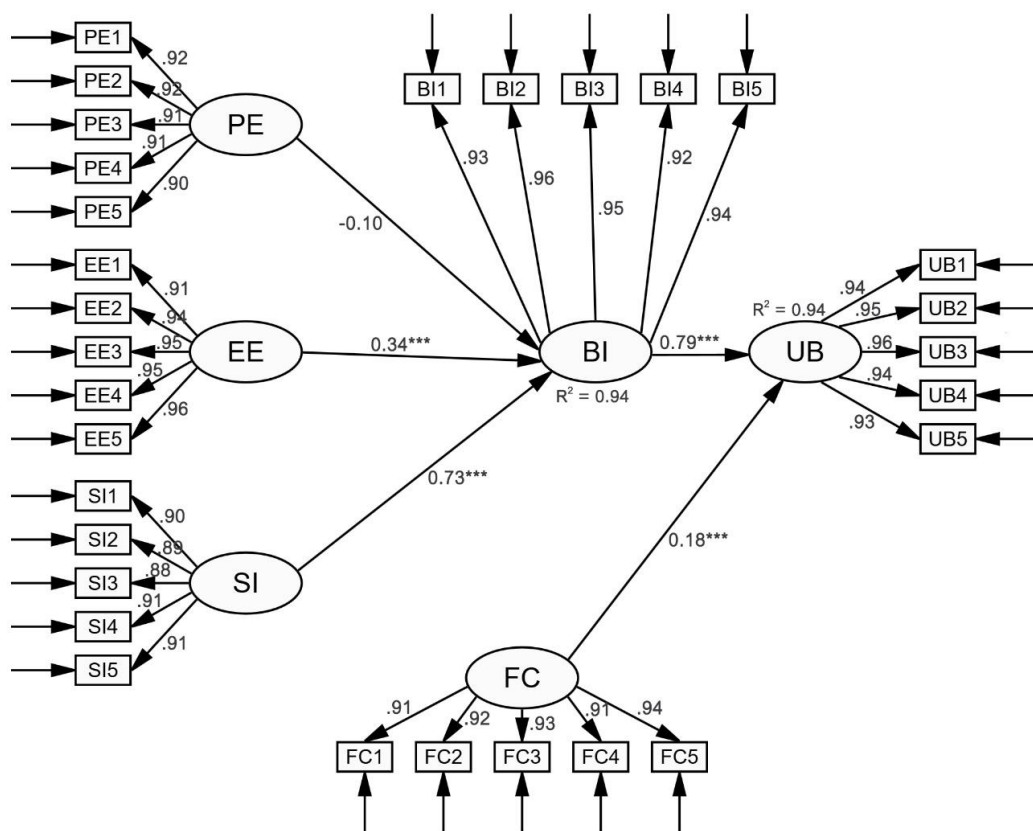 PE1
PE2
PE3
PE4
PE5
.92
.92
.91
.91
.90
PE
BI1
BI2
BI3
BI4
BI5
.93
.96
.95
.92
.94
-0.10
EE1
EE2
EE3
EE4
EE5
.91
.94
.95
.95
.96
EE
0.34***
BI
R² = 0.94
0.79***
R² = 0.94
UB
.94
.95
.96
.94
.93
UB1
UB2
UB3
UB4
UB5
SI1
SI2
SI3
SI4
SI5
.90
.89
.88
.91
.91
SI
0.73***
0.18***
FC
.91
.92
.93
.91
.94
FC1
FC2
FC3
FC4
FC5